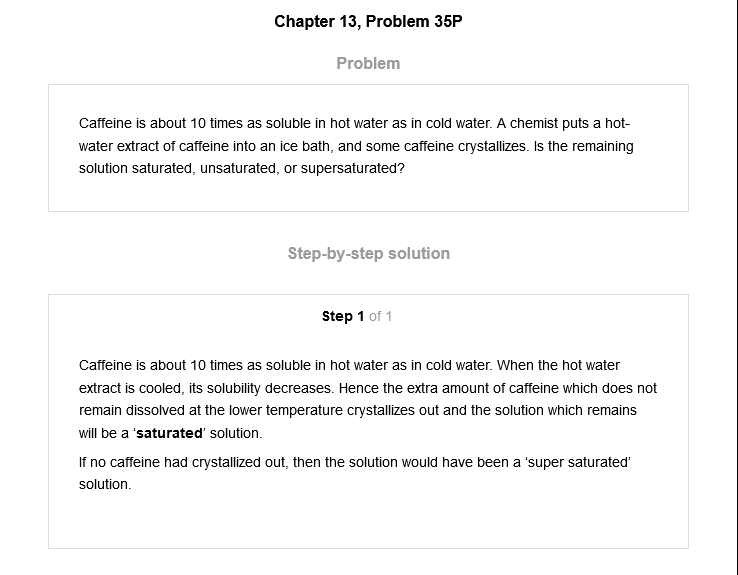 Chapter 13, Problem 35P
Problem
Caffeine is about 10 times as soluble in hot water as in cold water. A chemist puts a hot-
water extract of caffeine into an ice bath, and some caffeine crystallizes. Is the remaining
solution saturated, unsaturated, or supersaturated?
Step-by-step solution
Step 1 of 1
Caffeine is about 10 times as soluble in hot water as in cold water. When the hot water
extract is cooled, its solubility decreases. Hence the extra amount of caffeine which does not
remain dissolved at the lower temperature crystallizes out and the solution which remains
will be a ‘saturated’ solution.
If no caffeine had crystallized out, then the solution would have been a ‘super saturated’
solution.